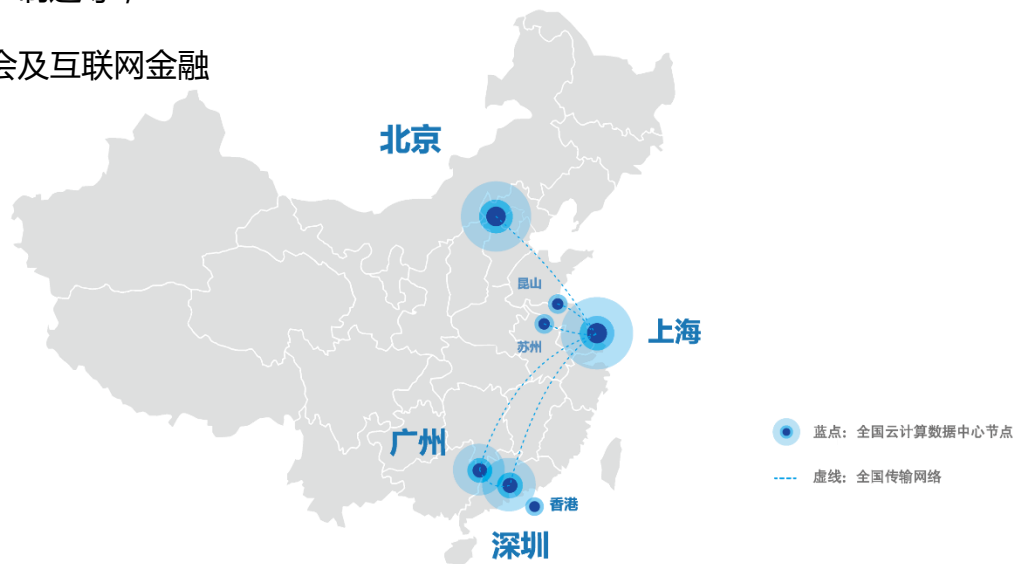 会及互联网金融
北京
昆山
上海
苏州
蓝点：全国云计算数据中心节点
广州
虚线：全国传输网络
香港
深圳